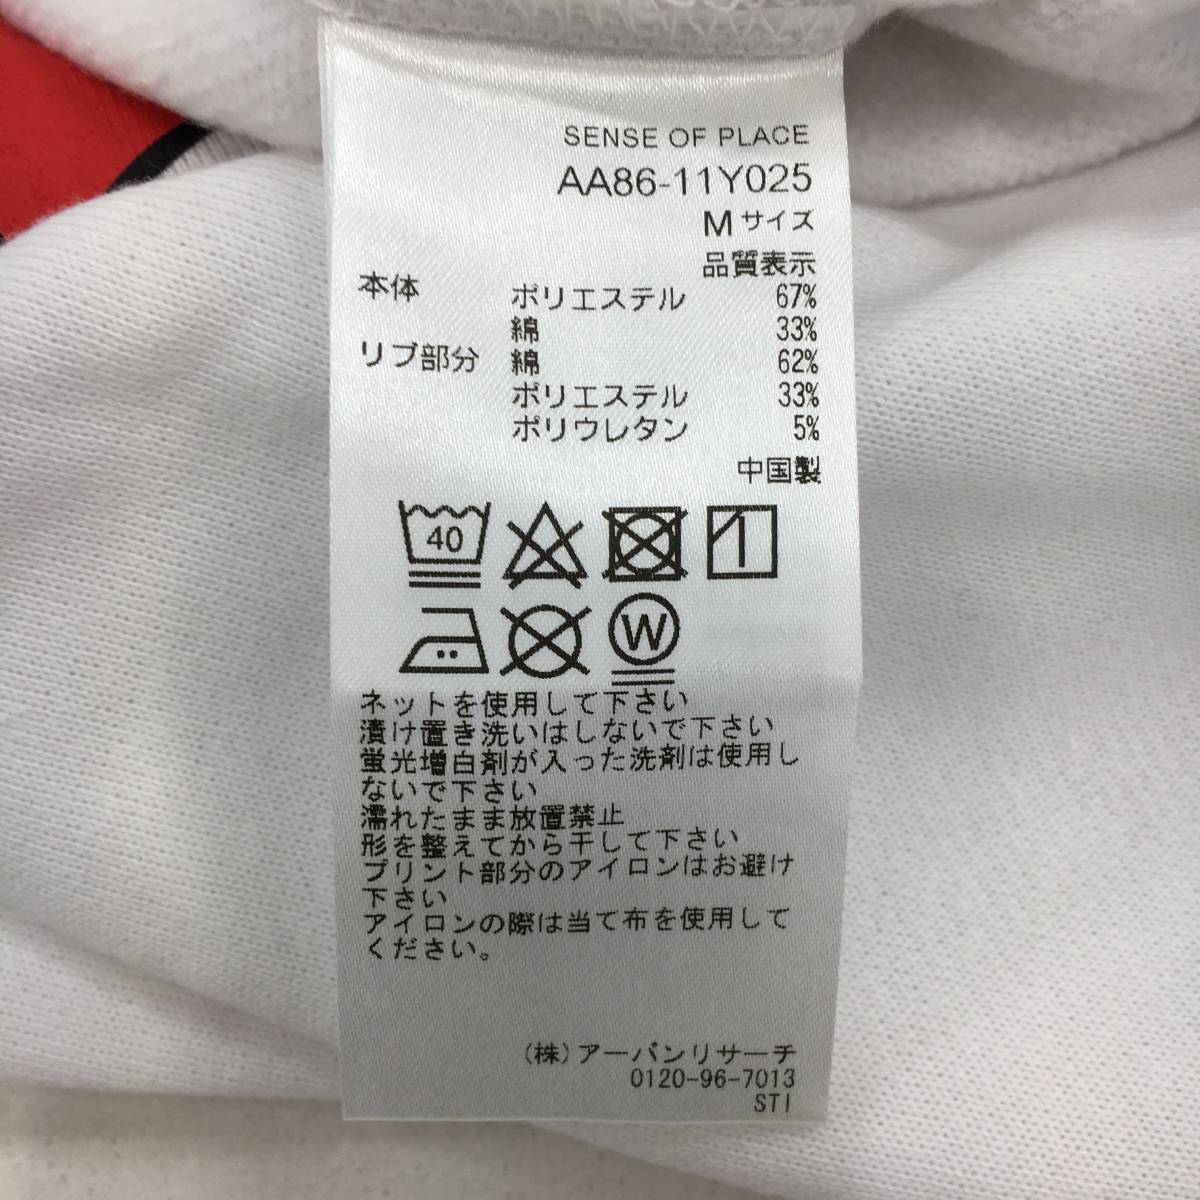 SENSE OF PLACE
AA86-11Y025
Mサイズ
品質表示
本体 ポリエステル 67%
綿 33%
リブ部分 綿 62%
ポリエステル 33%
ポリウレタン 5%
中国製
40
W
ネットを使用して下さい
漬け置き洗いはしないで下さい
蛍光増白剤が入った洗剤は使用し
ないで下さい
濡れたまま放置禁止
形を整えてから干して下さい
プリント部分のアイロンはお避け
下さい
アイロンの際は当て布を使用して
ください。
(株)アーバンリサーチ
0120-96-7013
STI